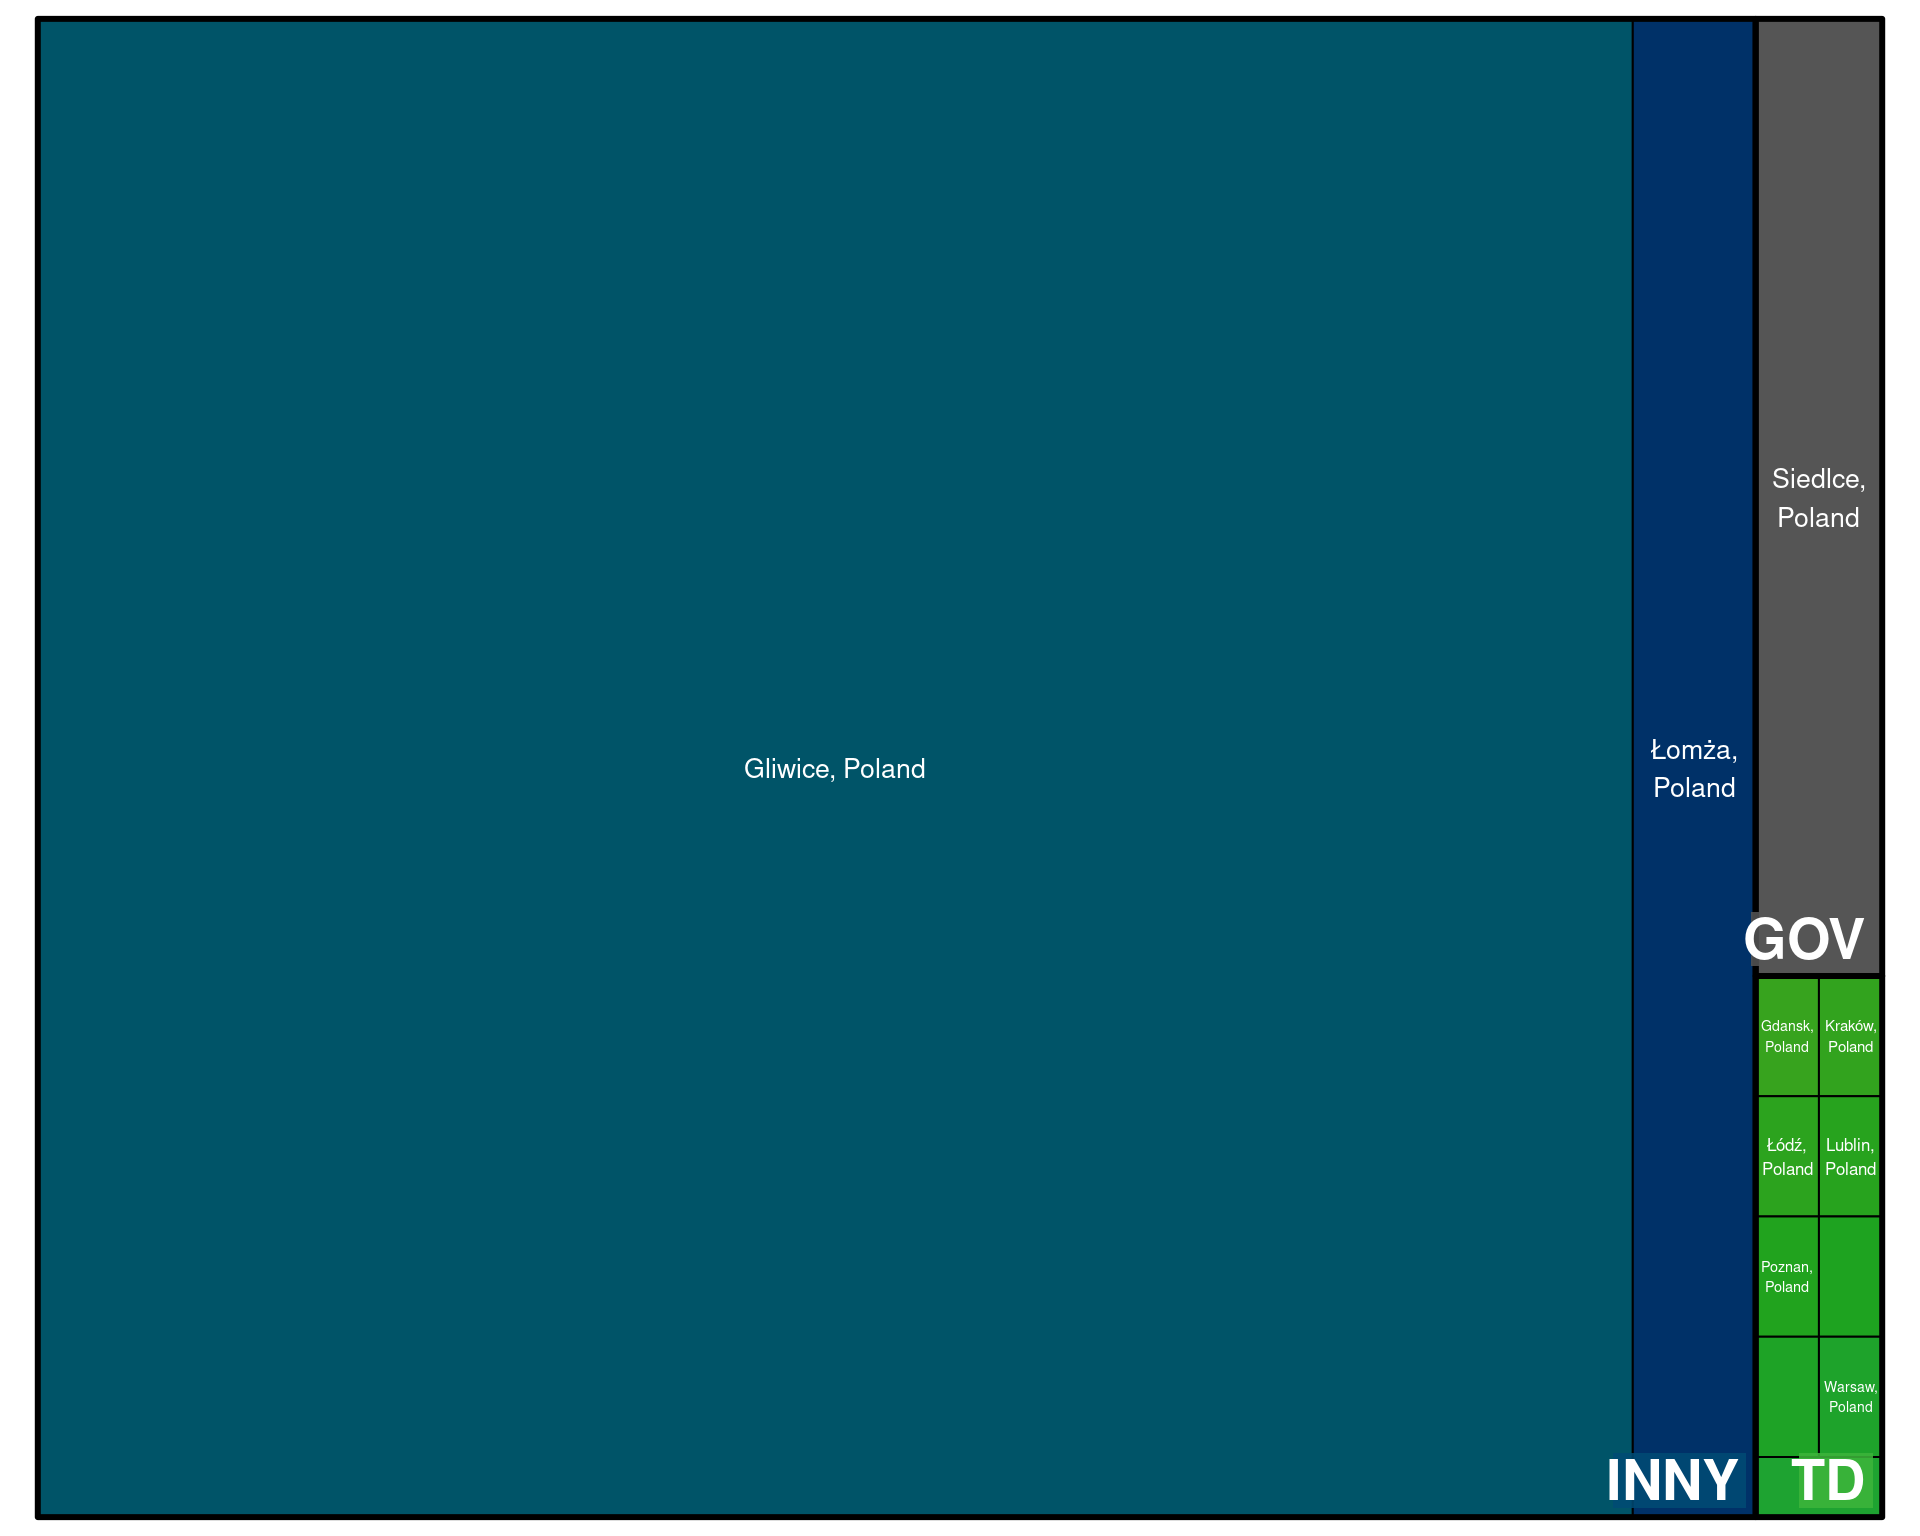 Gliwice, Poland
Łomża,
Poland
INNY
Siedlce,
Poland
GOV
Gdansk,
Poland
Kraków,
Poland
Łódź,
Poland
Lublin,
Poland
Poznan,
Poland
Warsaw,
Poland
TD